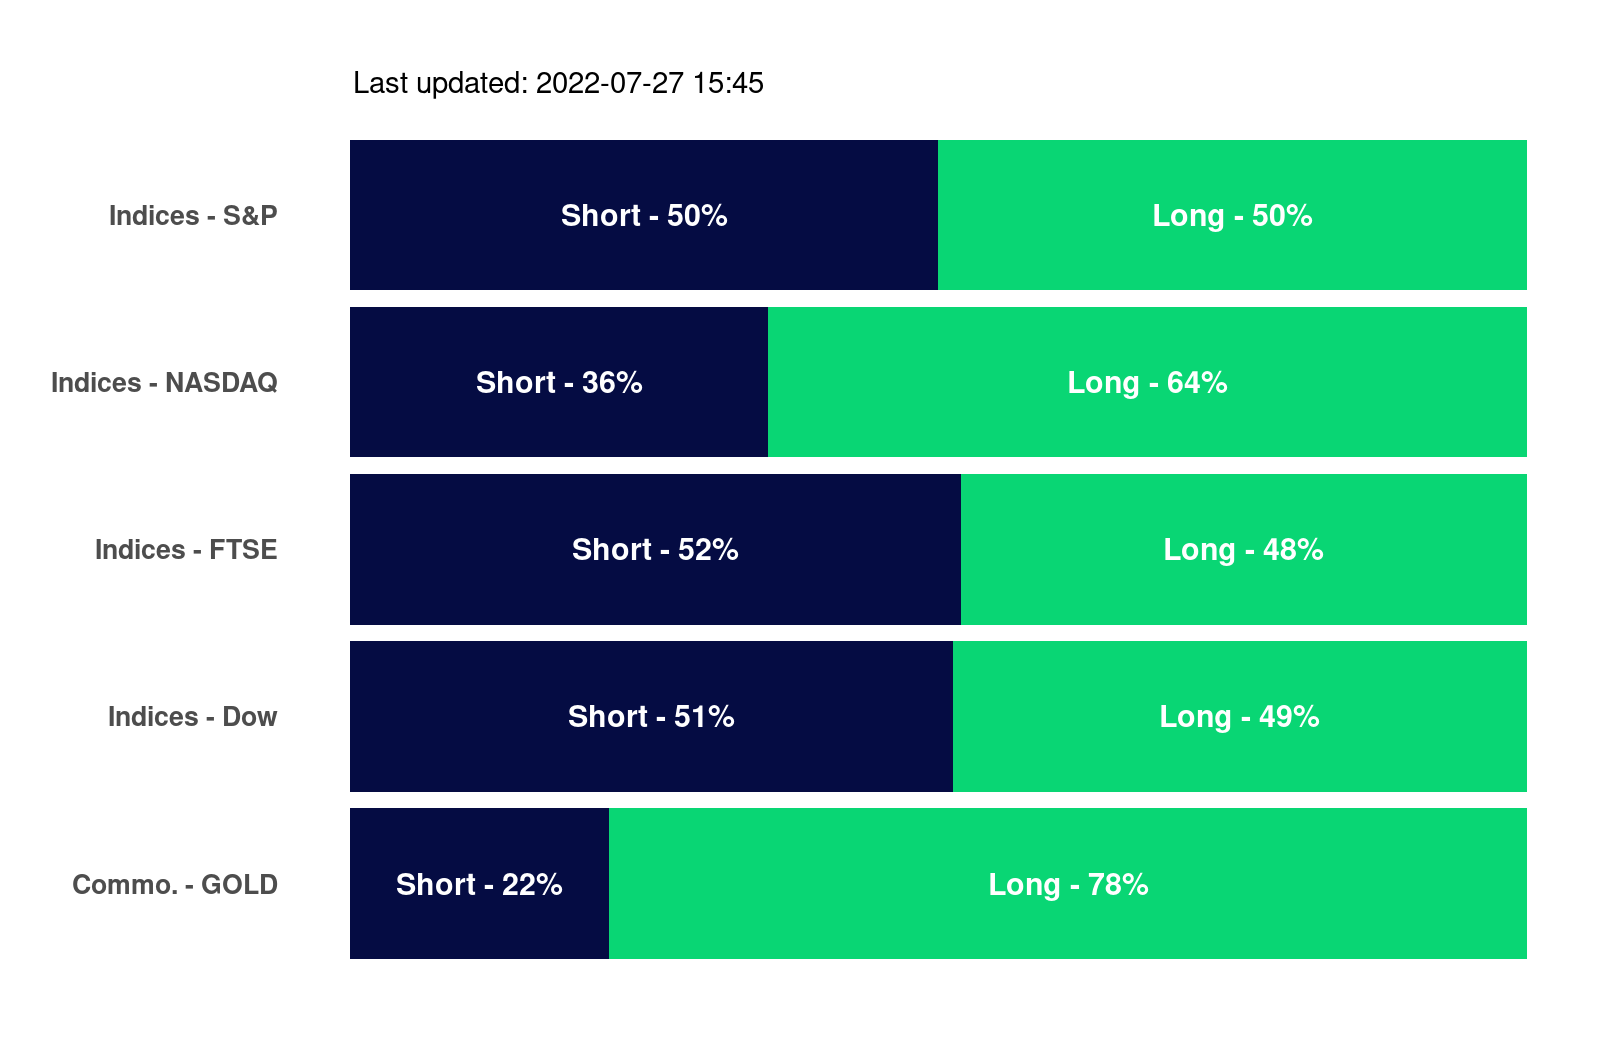 Last updated: 2022-07-27 15:45
Indices - S&P Short - 50% Long - 50%
Indices - NASDAQ Short - 36% Long - 64%
Indices - FTSE Short - 52% Long - 48%
Indices - Dow Short - 51% Long - 49%
Commo. - GOLD Short - 22% Long - 78%